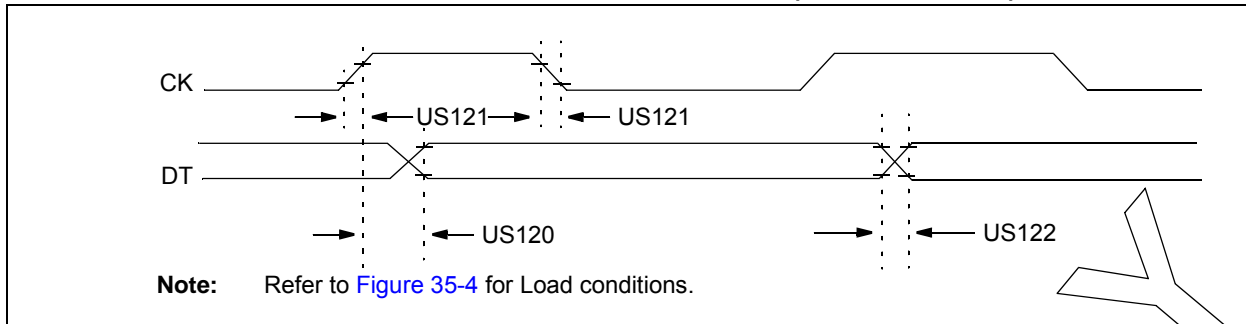 CK
US121 US121
DT
US120 US122
Note: Refer to Figure 35-4 for Load conditions.